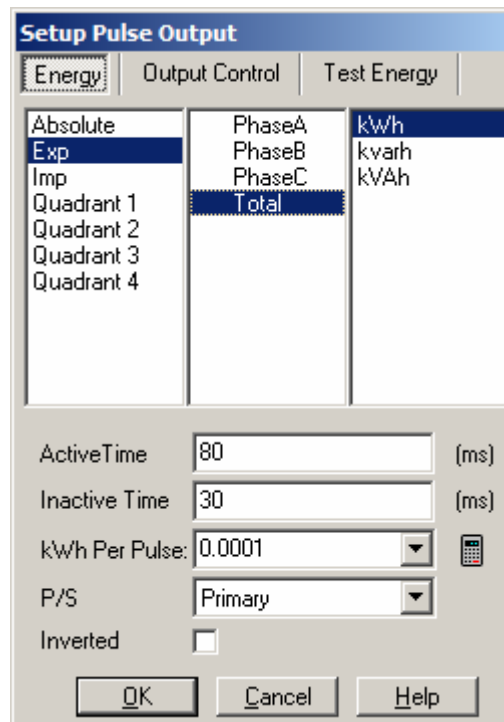 Setup Pulse Output
Energy Output Control Test Energy
Absolute PhaseA kWh
Exp PhaseB kvarh
Imp PhaseC kVAh
Quadrant 1 Total
Quadrant 2
Quadrant 3
Quadrant 4
ActiveTime 80 (ms)
Inactive Time 30 (ms)
kWh Per Pulse: 0.0001
P/S Primary
Inverted
OK Cancel Help